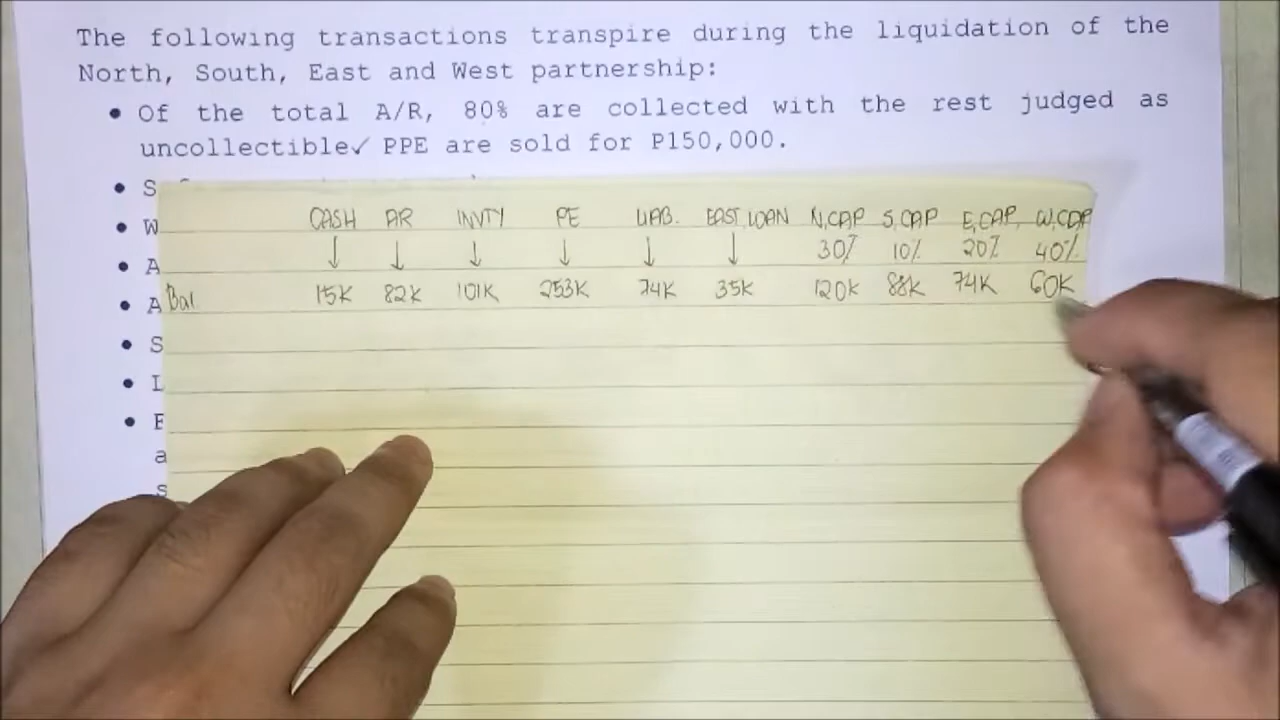 The following transactions transpire during the liquidation of the
North, South, East and West partnership:
• Of the total A/R, 80% are collected with the rest judged as
uncollectible✓ PPE are sold for P150,000.
• S
• W
• A
• A
• S
• L
• E
a
s
CASH AR INVTY PE LIAB. EAST, LOAN N,CAP S,CAP E,CAP, W,CAP
↓ ↓ ↓ ↓ ↓ ↓ 30% 10% 20% 40%
Bal. 15K 82K 101K 253K 74K 35K 120K 88K 74K 60K